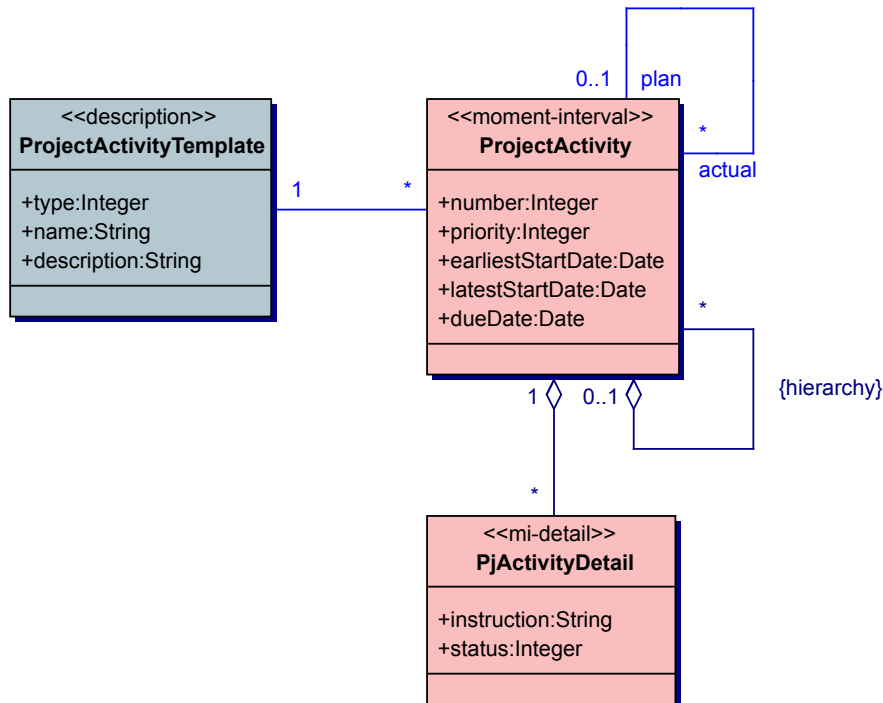 0..1 plan
*
actual
<<description>>
ProjectActivityTemplate
+type:Integer
+name:String
+description:String
1
*
<<moment-interval>>
ProjectActivity
+number:Integer
+priority:Integer
+earliestStartDate:Date
+latestStartDate:Date
+dueDate:Date
*
{hierarchy}
1
0..1
*
<<mi-detail>>
PjActivityDetail
+instruction:String
+status:Integer